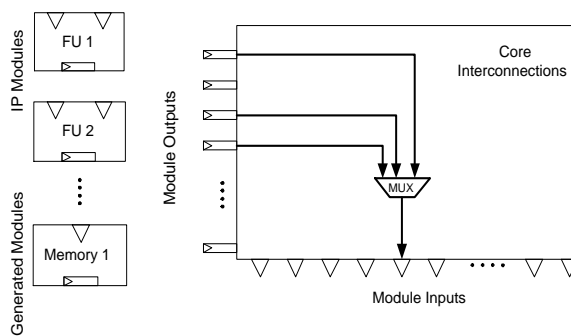 IP Modules
FU 1
FU 2
Generated Modules
Memory 1
Module Outputs
Core
Interconnections
MUX
Module Inputs